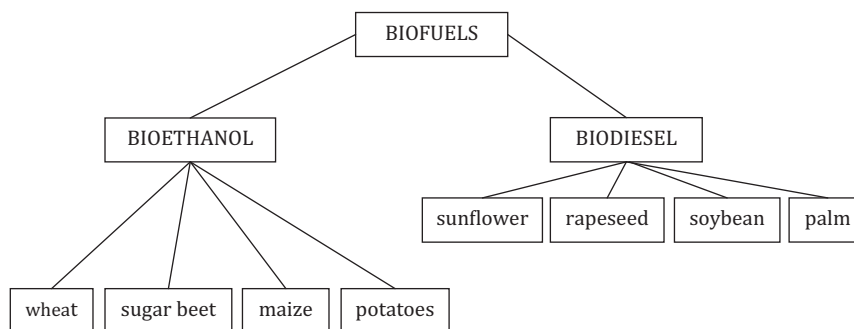 BIOFUELS
BIOETHANOL
BIODIESEL
sunflower
rapeseed
soybean
palm
wheat
sugar beet
maize
potatoes